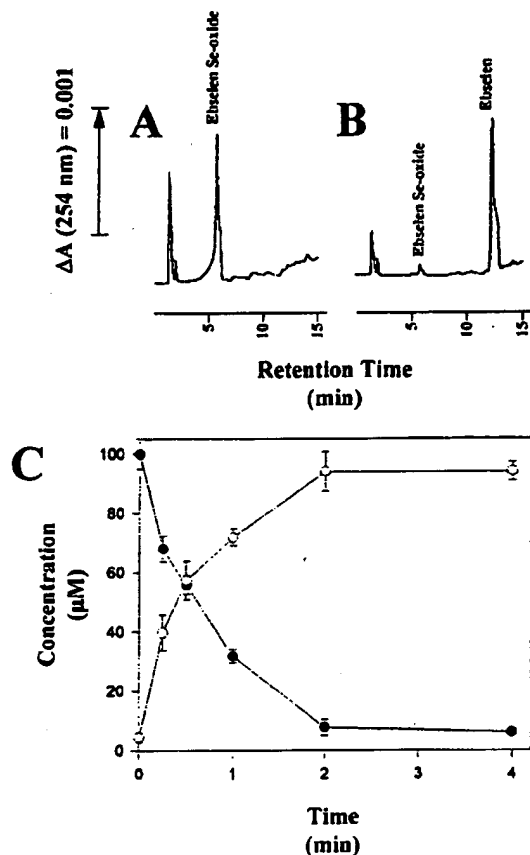 ΔA (254 nm) = 0.001
A
Ebselen Se-oxide
B
Ebselen Se-oxide
Ebselen
5
10
15
5
10
15
Retention Time
(min)
C
100
80
60
40
20
0
Concentration
(μM)
0
1
2
3
4
Time
(min)